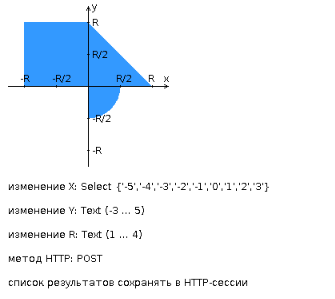 y
R
R/2
-R
-R/2
R/2
R
x
-R/2
-R
изменение X: Select {'-5','-4','-3','-2','-1','0','1','2','3'}
изменение Y: Text (-3 ... 5)
изменение R: Text (1 ... 4)
метод HTTP: POST
список результатов сохранять в HTTP-сессии